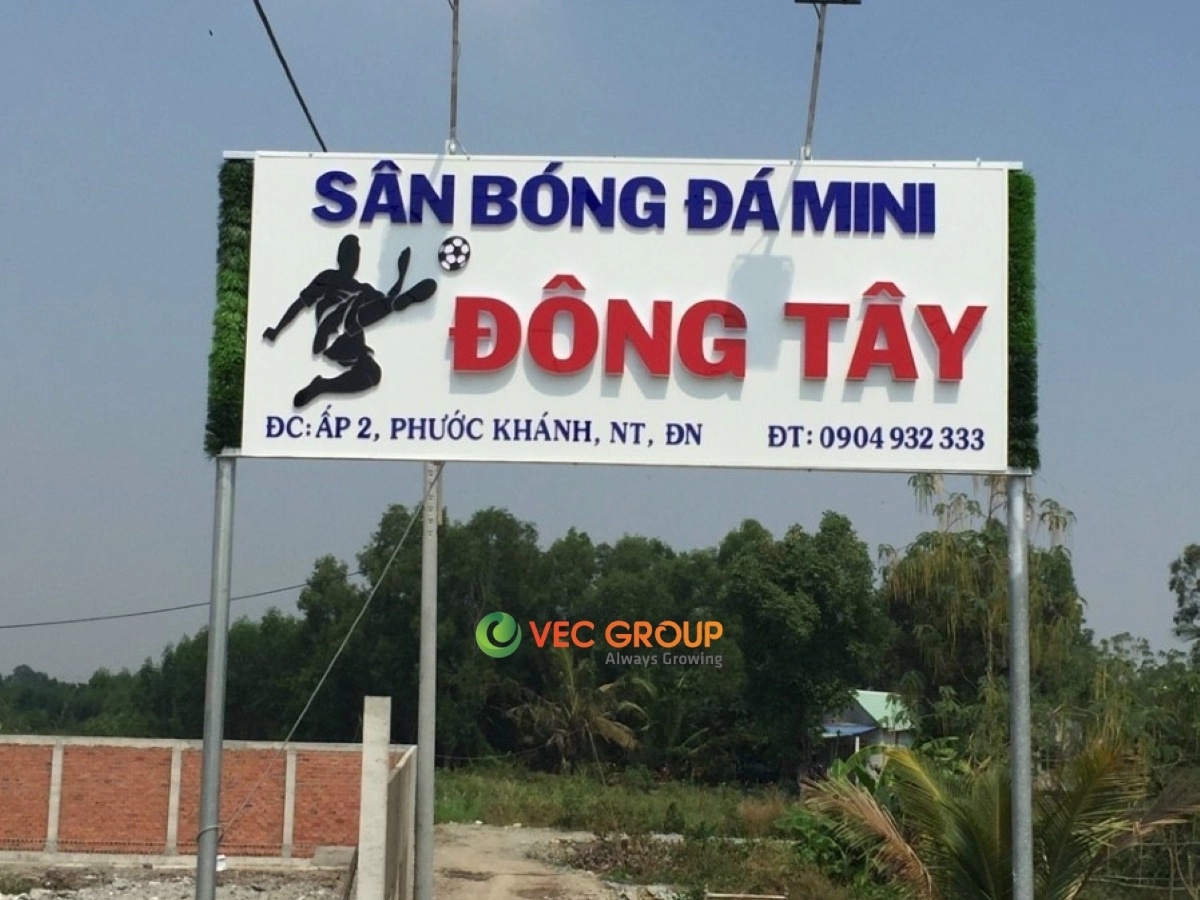 SÂN BÓNG ĐÁ MINI
ĐÔNG TÂY
ĐC: ẤP 2, PHƯỚC KHÁNH, NT, ĐN ĐT: 0904 932 333
VEC GROUP
Always Growing